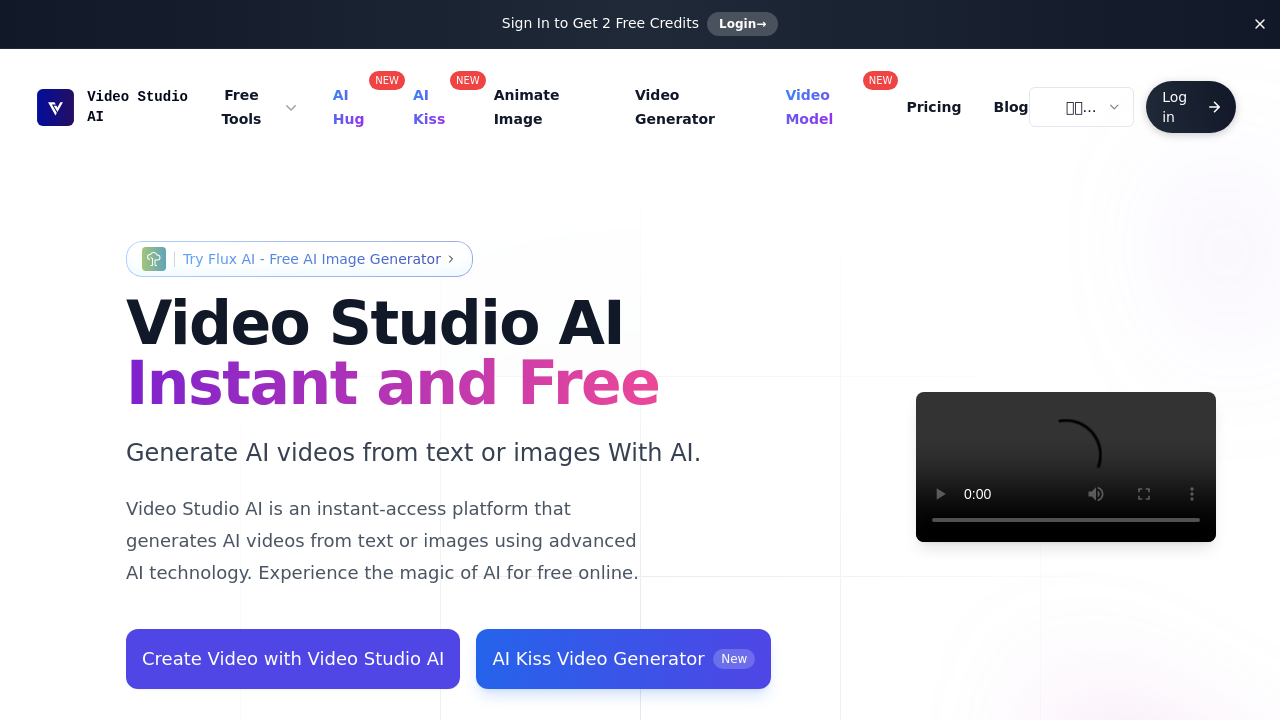 Sign In to Get 2 Free Credits Login→ ×
Video Studio AI
Free Tools
AI Hug NEW
AI Kiss NEW
Animate Image
Video Generator
Video Model NEW
Pricing
Blog
Log in
Try Flux AI - Free AI Image Generator
Video Studio AI
Instant and Free
Generate AI videos from text or images With AI.
Video Studio AI is an instant-access platform that
generates AI videos from text or images using advanced
AI technology. Experience the magic of AI for free online.
0:00
Create Video with Video Studio AI
AI Kiss Video Generator New